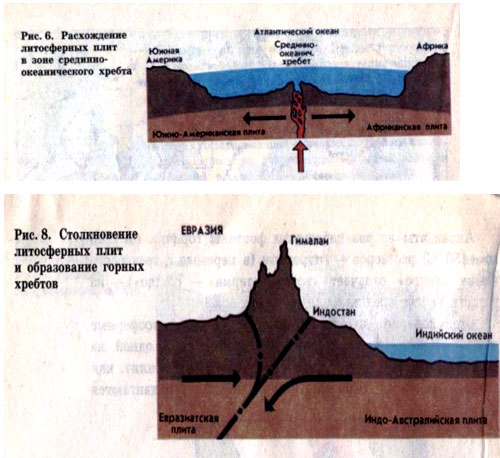 Рис. 6. Расхождение
литосферных плит
в зоне срединно-
океанического хребта
Южная
Америка
Атлантический океан
Срединно-
океанич.
хребет
Африка
Южно-Американская плита
Африканская плита
Рис. 8. Столкновение
литосферных плит
и образование горных
хребтов
ЕВРАЗИЯ
Гималаи
Индостан
Индийский океан
Евразиатская
плита
Индо-Австралийская плита